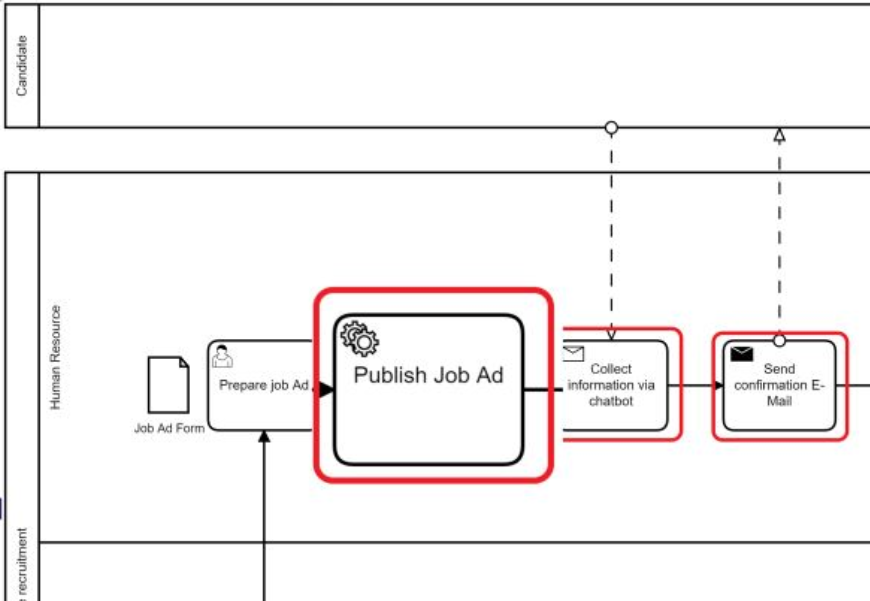 Candidate
Human Resource
Job Ad Form
Prepare job Ad
Publish Job Ad
Collect
information via
chatbot
Send
confirmation E-
Mail
recruitment